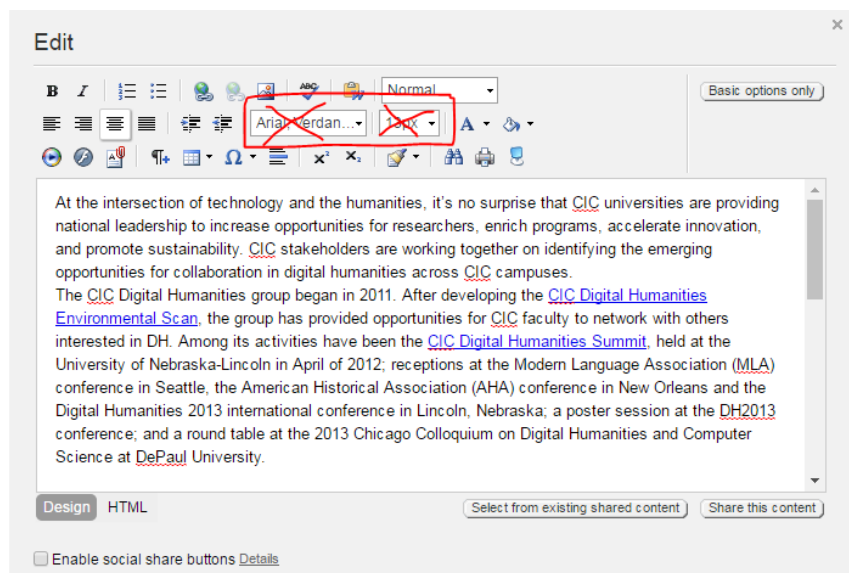 Edit
B I ABC Normal Basic options only
Arial, Verdan... 13px A
¶ Ω x² x₂
At the intersection of technology and the humanities, it's no surprise that CIC universities are providing
national leadership to increase opportunities for researchers, enrich programs, accelerate innovation,
and promote sustainability. CIC stakeholders are working together on identifying the emerging
opportunities for collaboration in digital humanities across CIC campuses.
The CIC Digital Humanities group began in 2011. After developing the CIC Digital Humanities
Environmental Scan, the group has provided opportunities for CIC faculty to network with others
interested in DH. Among its activities have been the CIC Digital Humanities Summit, held at the
University of Nebraska-Lincoln in April of 2012; receptions at the Modern Language Association (MLA)
conference in Seattle, the American Historical Association (AHA) conference in New Orleans and the
Digital Humanities 2013 international conference in Lincoln, Nebraska; a poster session at the DH2013
conference; and a round table at the 2013 Chicago Colloquium on Digital Humanities and Computer
Science at DePaul University.
Design HTML Select from existing shared content Share this content
Enable social share buttons Details